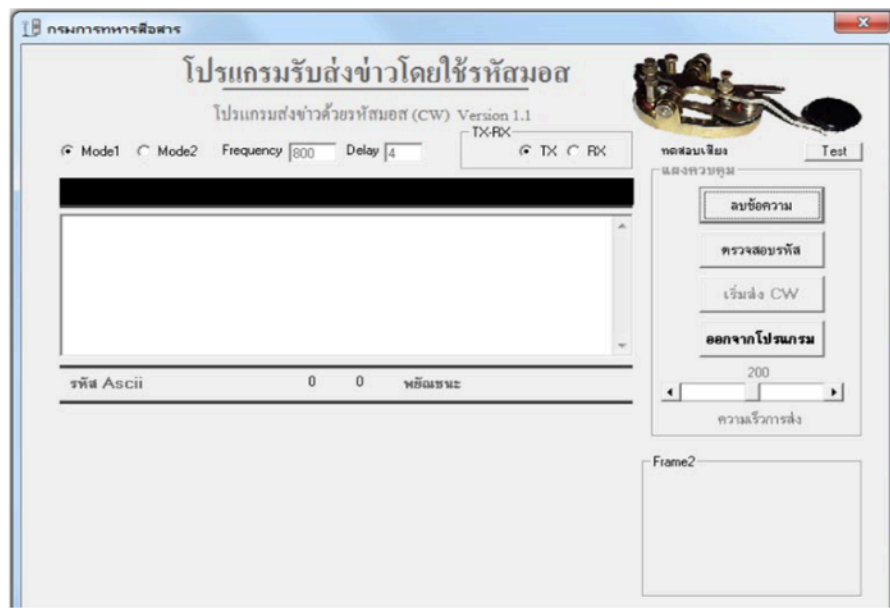 กรมการทหารสื่อสาร
โปรแกรมรับส่งข่าวโดยใช้รหัสมอส
โปรแกรมส่งข่าวด้วยรหัสมอส (CW) Version 1.1
TX-RX
Mode1 Mode2 Frequency 800 Delay 4 TX RX
ทดสอบเสียง Test
แผงควบคุม
ลบข้อความ
ตรวจสอบรหัส
เริ่มส่ง CW
ออกจากโปรแกรม
200
ความเร็วการส่ง
รหัส Ascii 0 0 พยัญชนะ
Frame2